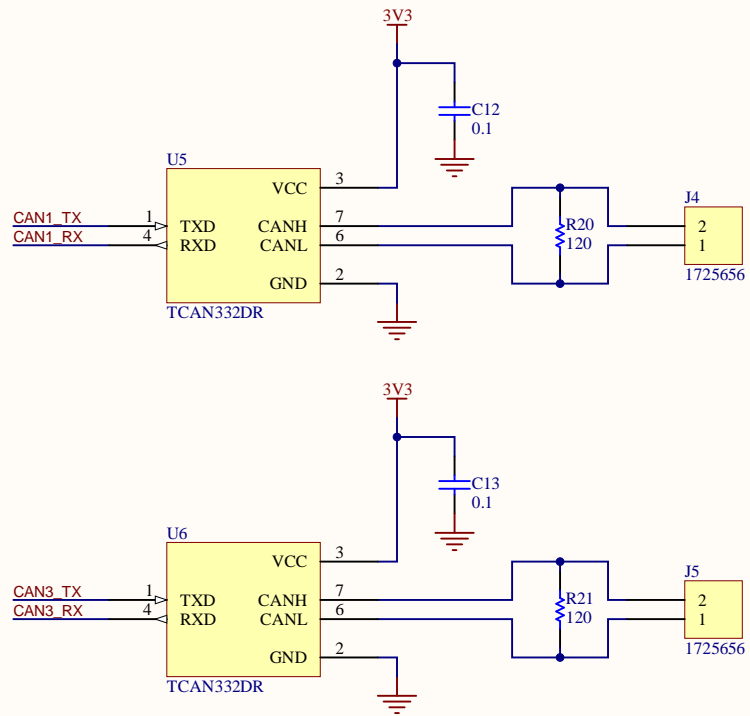 3V3
C12
0.1
U5
VCC 3
CAN1_TX 1 TXD CANH 7
CAN1_RX 4 RXD CANL 6
GND 2
TCAN332DR
R20
120
J4
2
1
1725656
3V3
C13
0.1
U6
VCC 3
CAN3_TX 1 TXD CANH 7
CAN3_RX 4 RXD CANL 6
GND 2
TCAN332DR
R21
120
J5
2
1
1725656